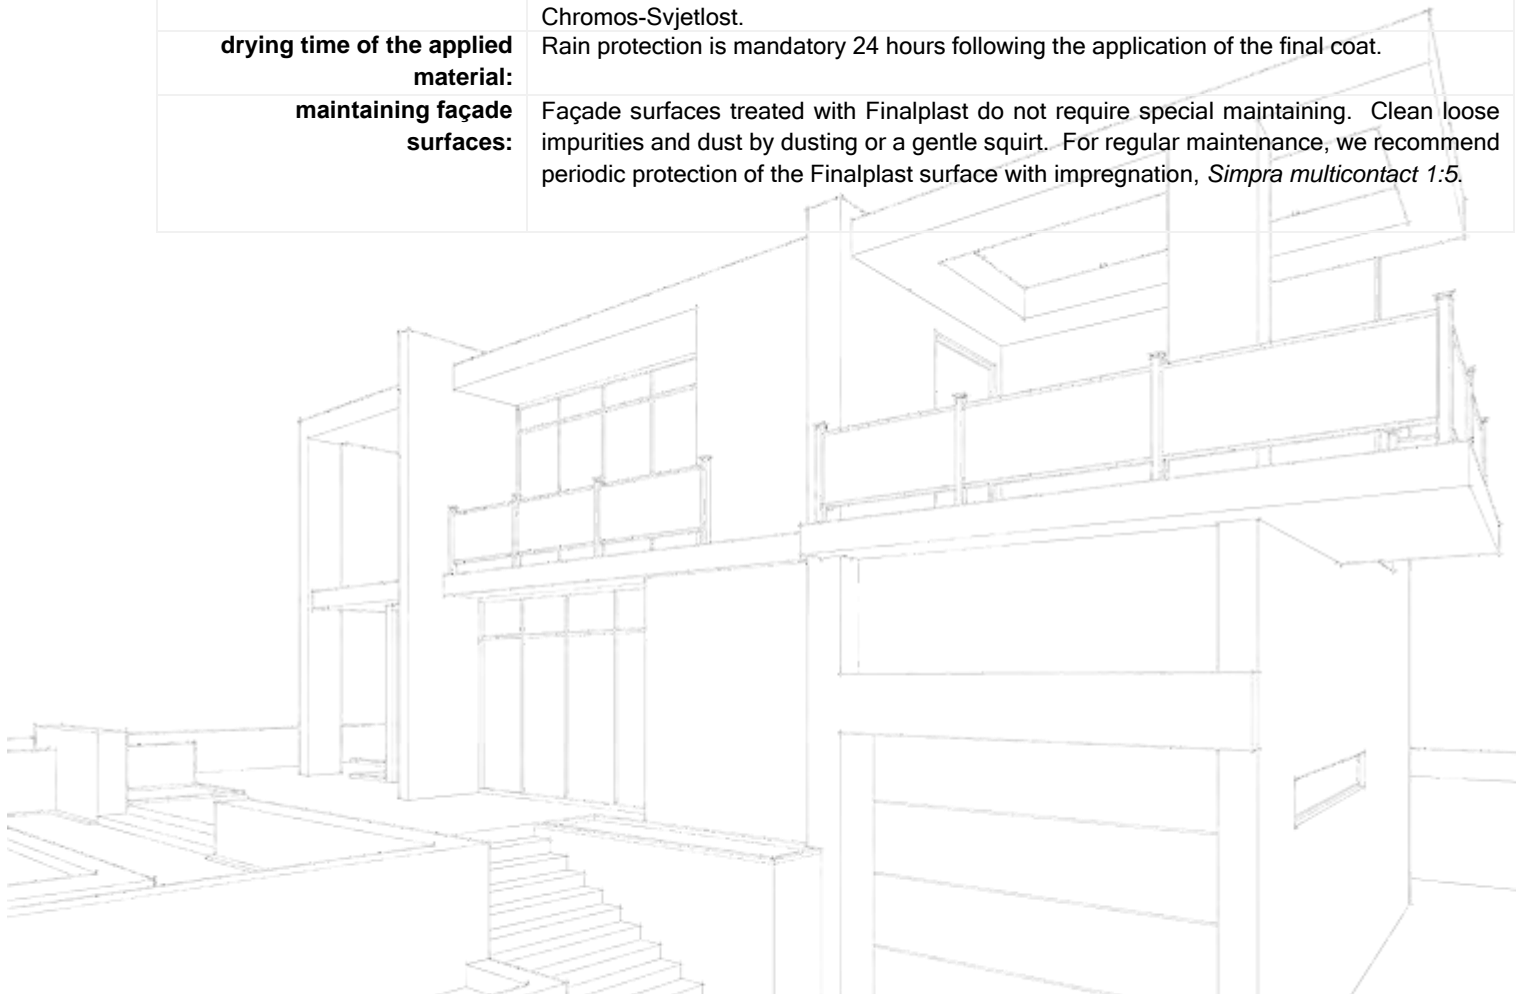 Chromos-Svjetlost.
drying time of the applied Rain protection is mandatory 24 hours following the application of the final coat.
material:
maintaining façade Façade surfaces treated with Finalplast do not require special maintaining. Clean loose
surfaces: impurities and dust by dusting or a gentle squirt. For regular maintenance, we recommend
periodic protection of the Finalplast surface with impregnation, Simpra multicontact 1:5.